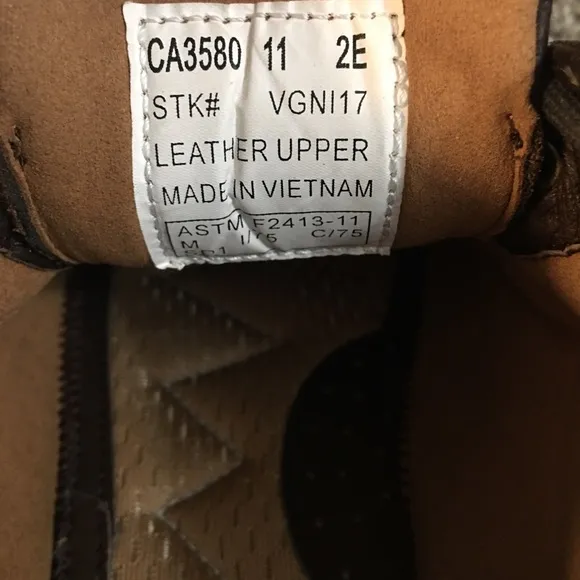 CA3580 11 2E
STK# VGNI17
LEATHER UPPER
MADE IN VIETNAM
ASTM F2413-11
M I/75 C/75